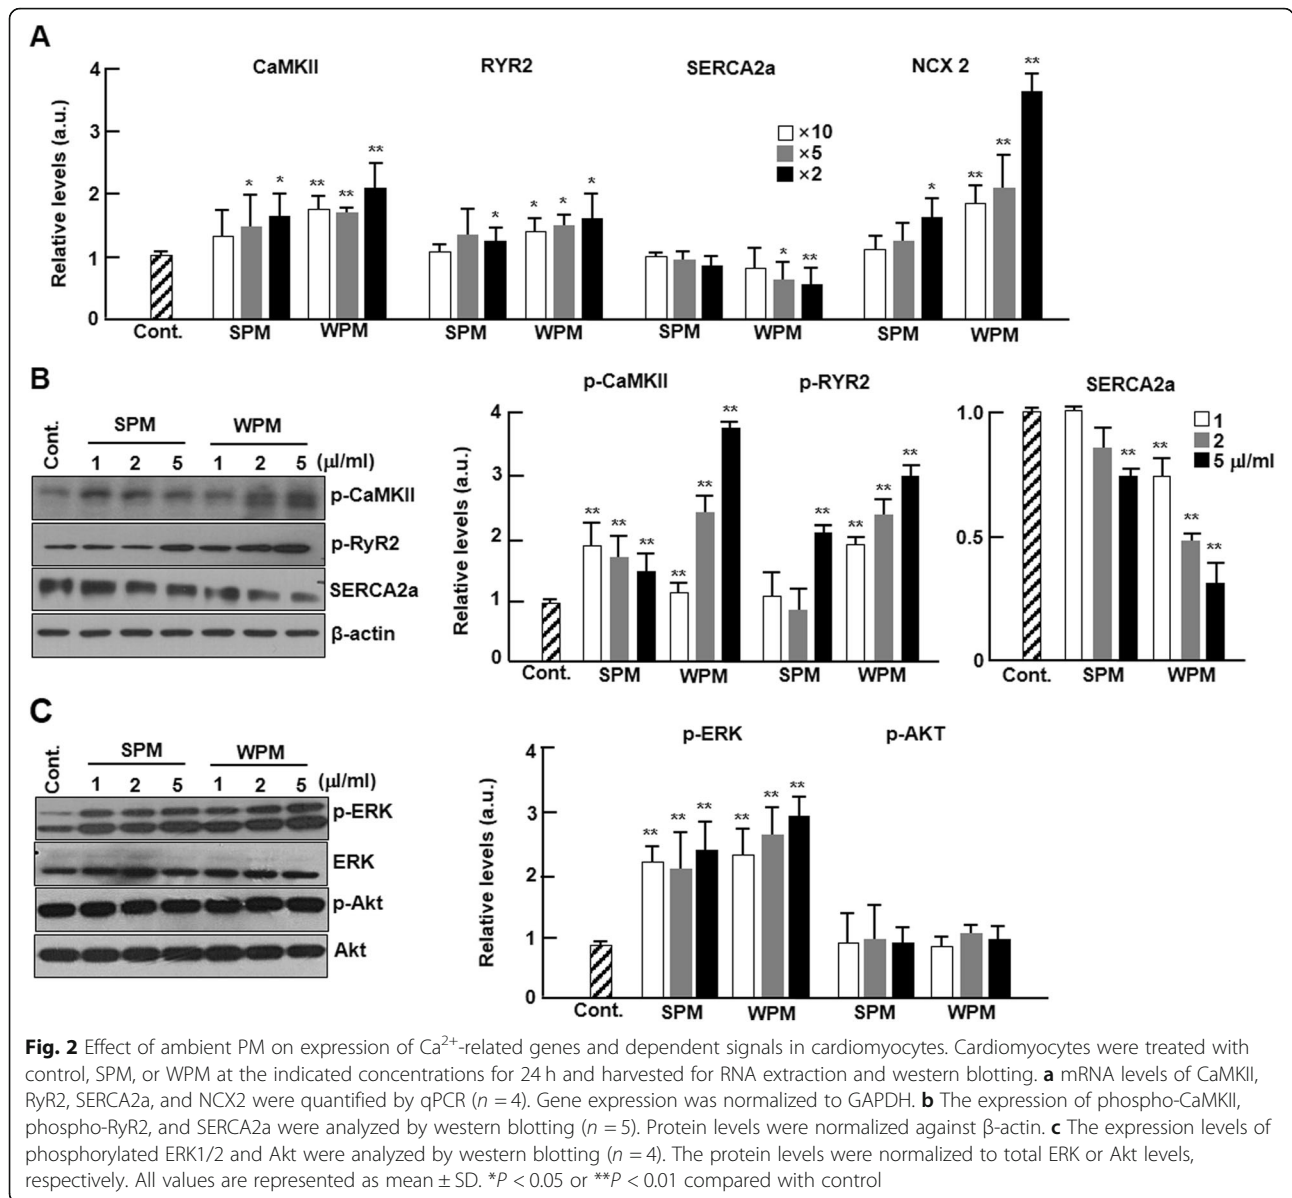 A
CaMKII RYR2 SERCA2a NCX 2
Relative levels (a.u.)
4
3
2
1
0
×10
×5
×2
* * ** ** **
* * * *
* **
* ** ** **
Cont. SPM WPM SPM WPM SPM WPM SPM WPM
B
Cont. SPM WPM
1 2 5 1 2 5 (µl/ml)
p-CaMKII
p-RyR2
SERCA2a
β-actin
p-CaMKII p-RYR2
Relative levels (a.u.)
4
3
2
1
0
** ** ** ** ** **
** ** ** **
Cont. SPM WPM SPM WPM
SERCA2a
1.0
0.5
0
1
2
5 µl/ml
** ** ** **
Cont. SPM WPM
C
Cont. SPM WPM
1 2 5 1 2 5 (µl/ml)
p-ERK
ERK
p-Akt
Akt
p-ERK p-AKT
Relative levels (a.u.)
4
3
2
1
0
** ** ** ** ** **
Cont. SPM WPM SPM WPM
Fig. 2 Effect of ambient PM on expression of Ca2+-related genes and dependent signals in cardiomyocytes. Cardiomyocytes were treated with
control, SPM, or WPM at the indicated concentrations for 24 h and harvested for RNA extraction and western blotting. a mRNA levels of CaMKII,
RyR2, SERCA2a, and NCX2 were quantified by qPCR (n = 4). Gene expression was normalized to GAPDH. b The expression of phospho-CaMKII,
phospho-RyR2, and SERCA2a were analyzed by western blotting (n = 5). Protein levels were normalized against β-actin. c The expression levels of
phosphorylated ERK1/2 and Akt were analyzed by western blotting (n = 4). The protein levels were normalized to total ERK or Akt levels,
respectively. All values are represented as mean ± SD. *P < 0.05 or **P < 0.01 compared with control